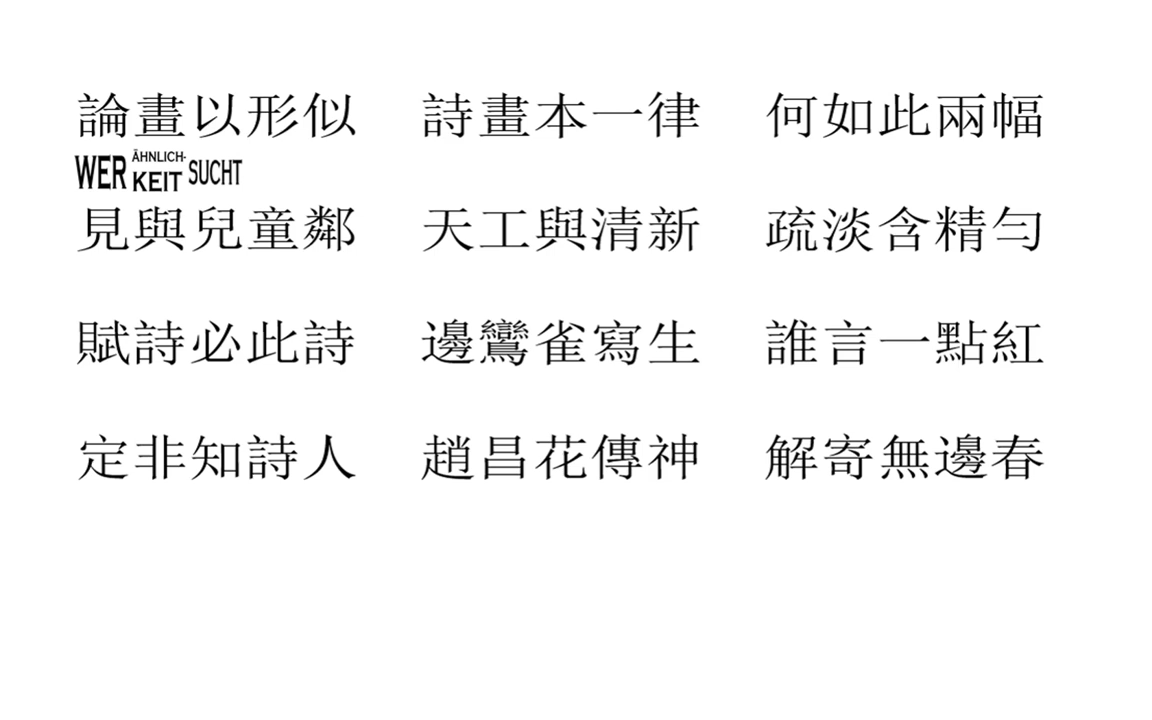 論畫以形似 詩畫本一律 何如此兩幅
WER ÄHNLICH-KEIT SUCHT
見與兒童鄰 天工與清新 疏淡含精勻
賦詩必此詩 邊鸞雀寫生 誰言一點紅
定非知詩人 趙昌花傳神 解寄無邊春